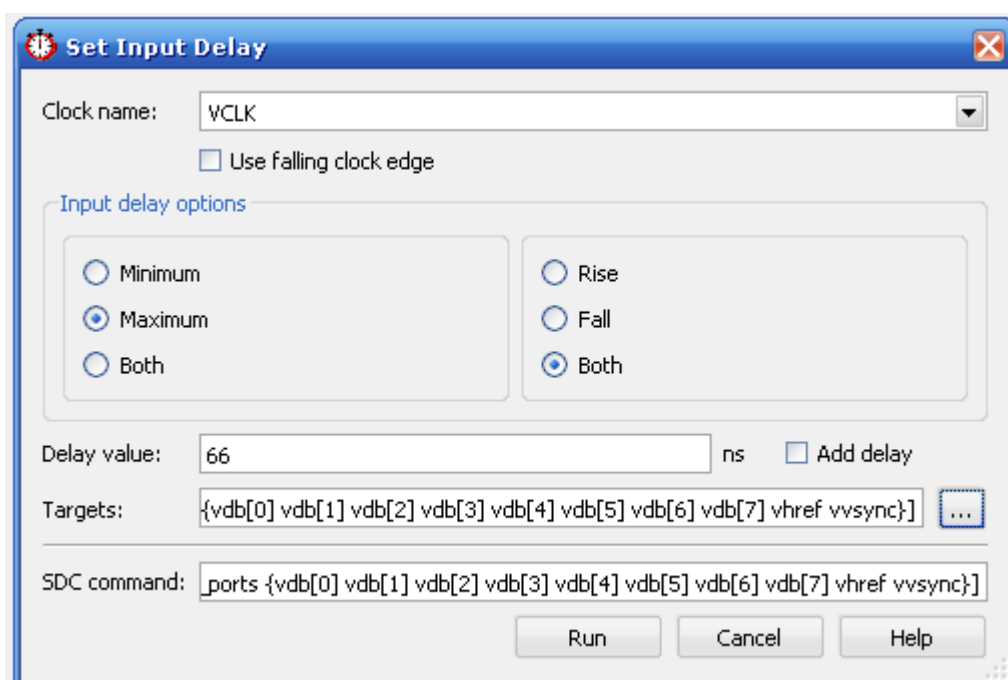 Set Input Delay
Clock name: VCLK
Use falling clock edge
Input delay options
Minimum
Maximum
Both
Rise
Fall
Both
Delay value: 66 ns Add delay
Targets: {vdb[0] vdb[1] vdb[2] vdb[3] vdb[4] vdb[5] vdb[6] vdb[7] vhref vvsync}] ...
SDC command: _ports {vdb[0] vdb[1] vdb[2] vdb[3] vdb[4] vdb[5] vdb[6] vdb[7] vhref vvsync}]
Run Cancel Help